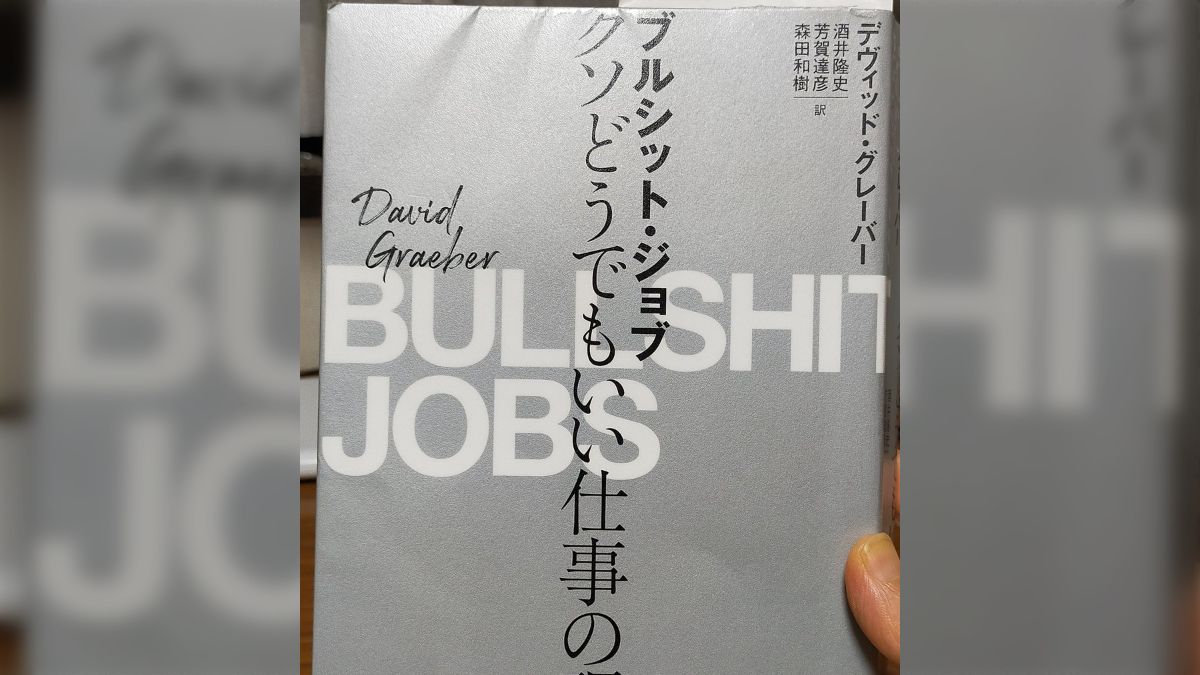 デヴィッド・グレーバー
酒井隆史
芳賀達彦
森田和樹
訳
ブルシット・ジョブ
クソどうでもいい仕事の
David
Graeber
BULLSHIT
JOBS